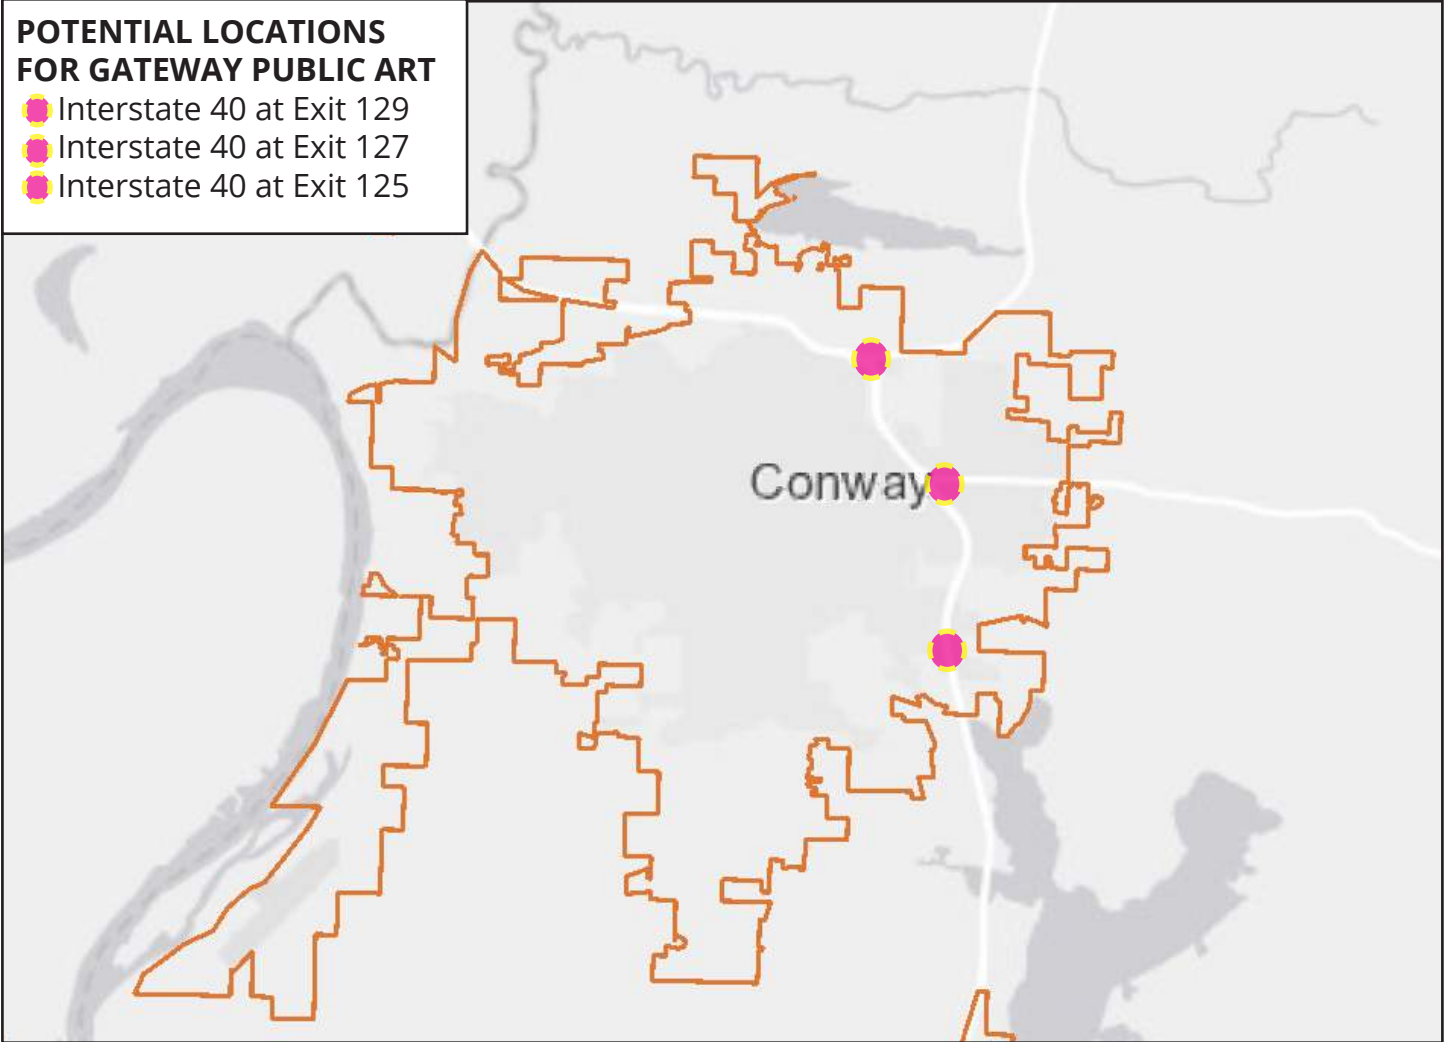 POTENTIAL LOCATIONS
FOR GATEWAY PUBLIC ART
Interstate 40 at Exit 129
Interstate 40 at Exit 127
Interstate 40 at Exit 125
Conway